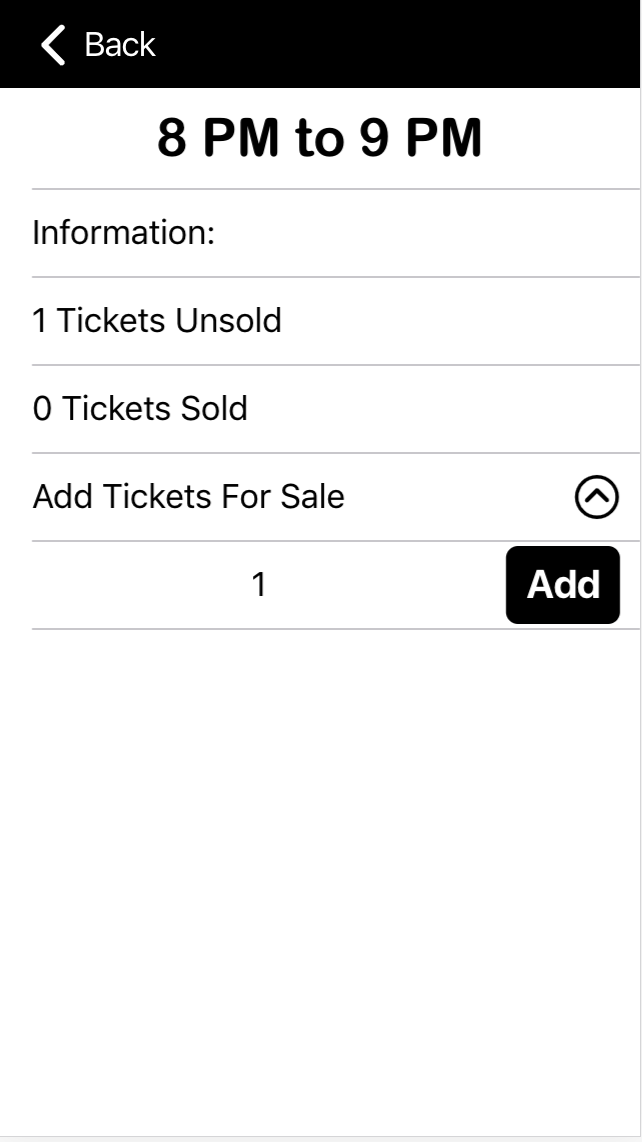 Back
8 PM to 9 PM
Information:
1 Tickets Unsold
0 Tickets Sold
Add Tickets For Sale
1 Add